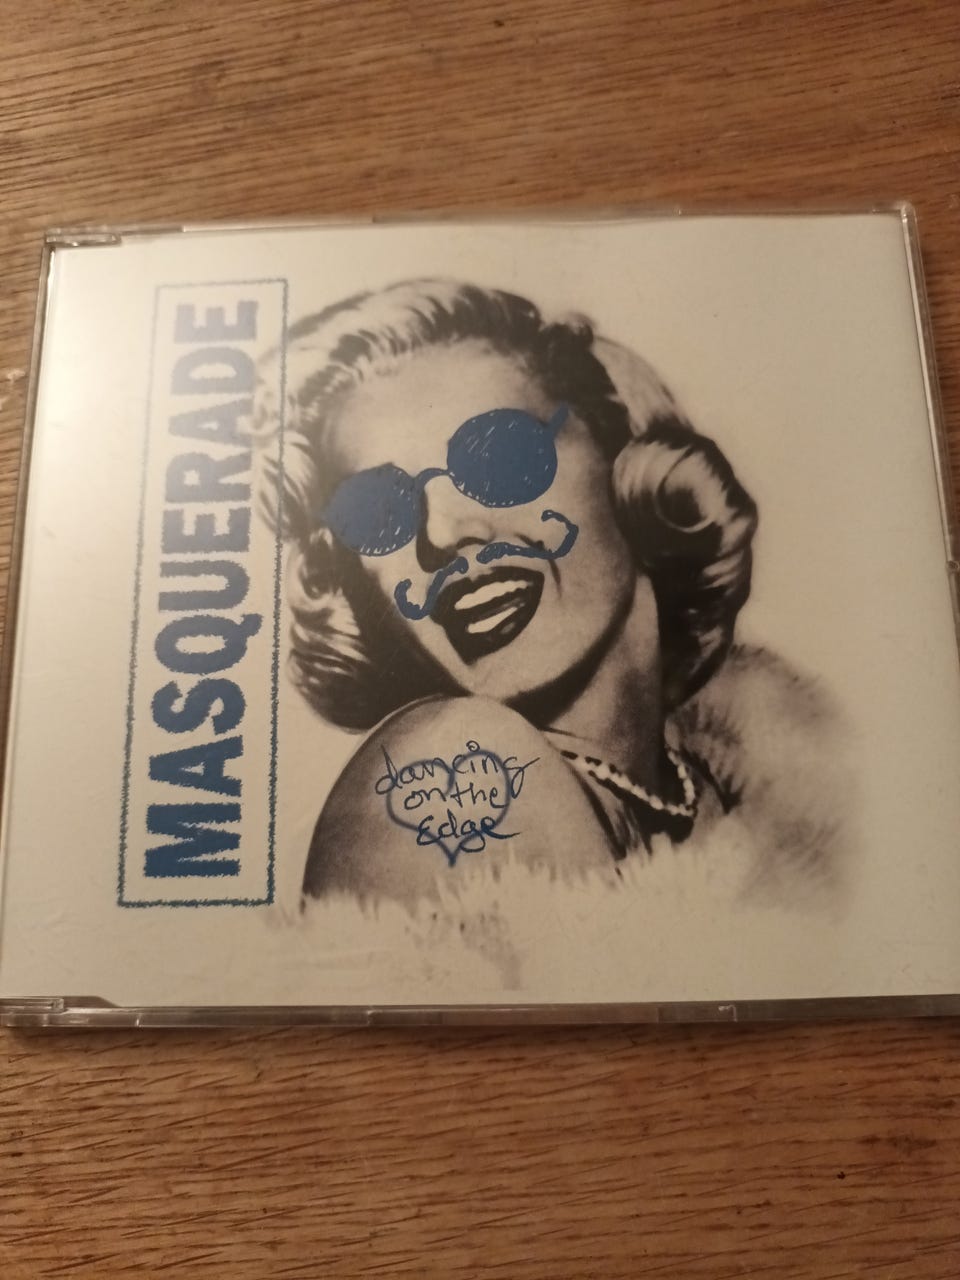 MASQUERADE
dancing
on the
Edge